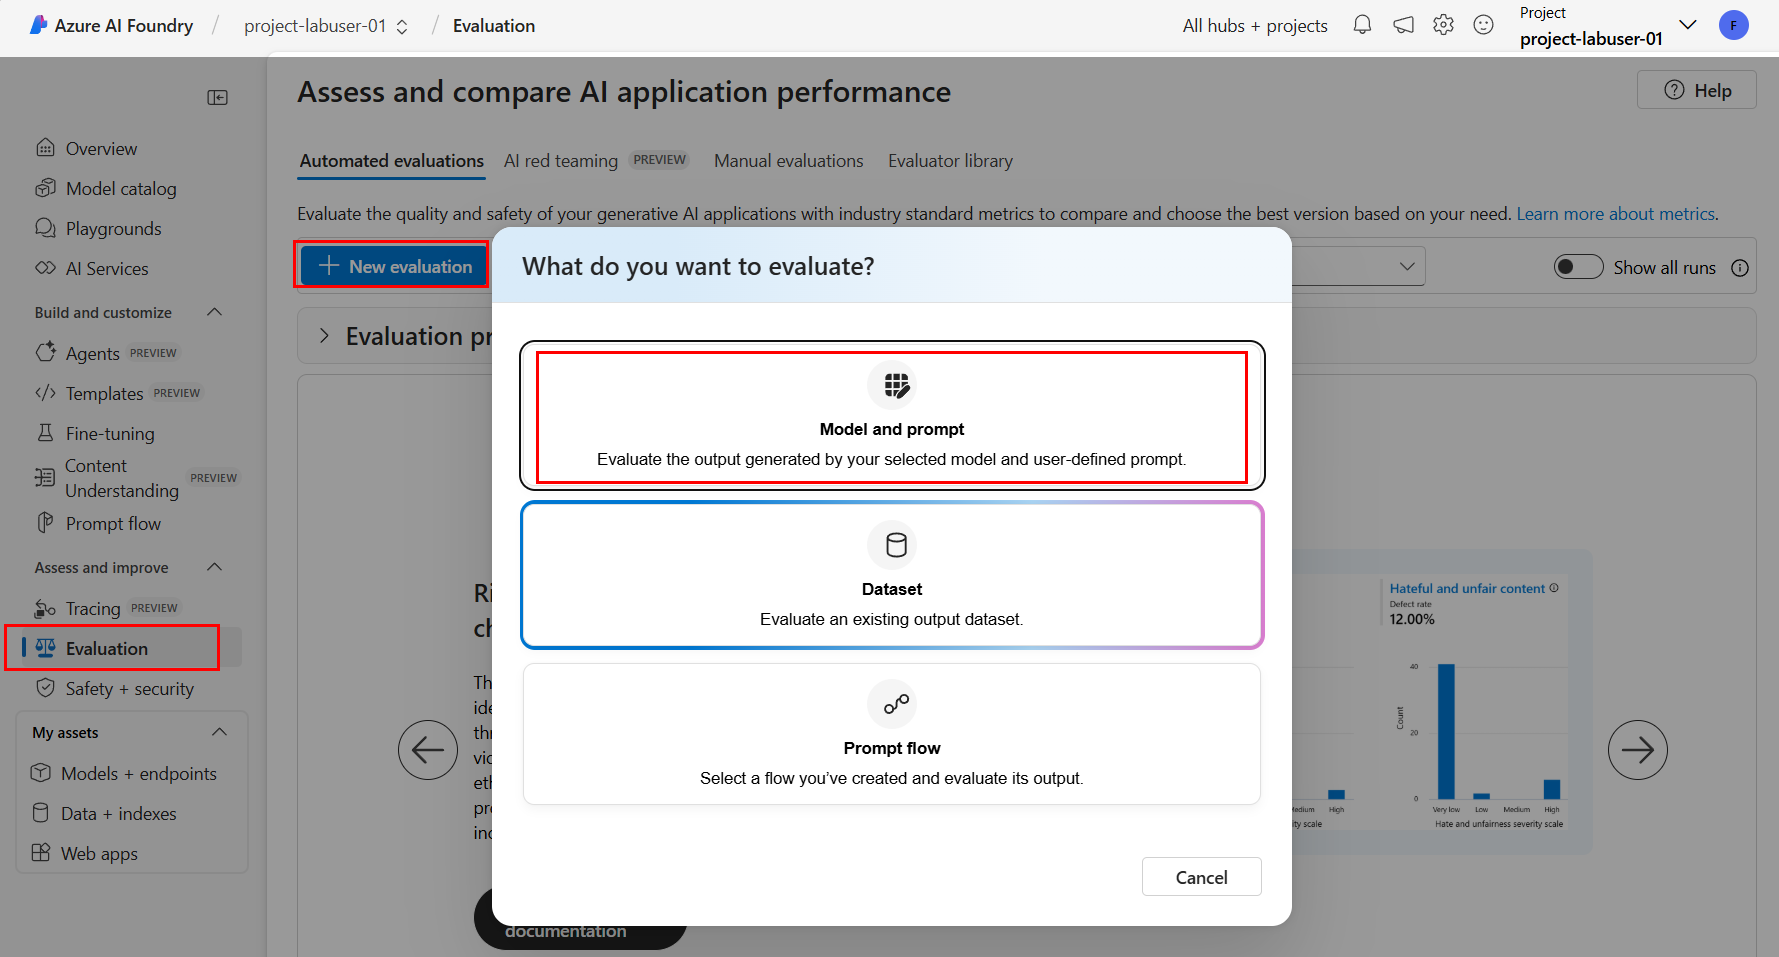 Azure AI Foundry / project-labuser-01 / Evaluation
All hubs + projects
Project
project-labuser-01
F
Overview
Model catalog
Playgrounds
AI Services
Build and customize
Agents PREVIEW
Templates PREVIEW
Fine-tuning
Content
Understanding PREVIEW
Prompt flow
Assess and improve
Tracing PREVIEW
Evaluation
Safety + security
My assets
Models + endpoints
Data + indexes
Web apps
Assess and compare AI application performance
Help
Automated evaluations AI red teaming PREVIEW Manual evaluations Evaluator library
Evaluate the quality and safety of your generative AI applications with industry standard metrics to compare and choose the best version based on your need. Learn more about metrics.
New evaluation
Show all runs
Evaluation pr
What do you want to evaluate?
Model and prompt
Evaluate the output generated by your selected model and user-defined prompt.
Dataset
Evaluate an existing output dataset.
Prompt flow
Select a flow you've created and evaluate its output.
Cancel
Ri
ch
Th
ide
thr
vic
eth
pro
inc
documentation
Hateful and unfair content
Defect rate
12.00%
40
20
0
Count
Very low Low Medium High
Hate and unfairness severity scale
Medium High
ity scale